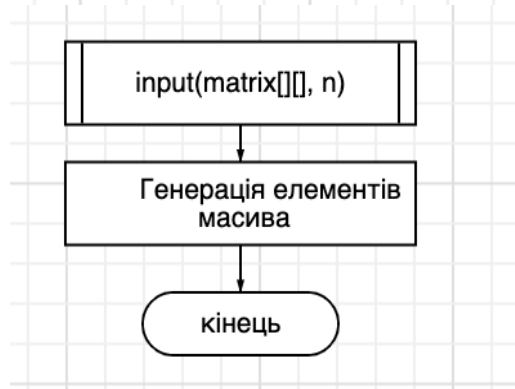 input(matrix[][], n)
Генерація елементів
масива
кінець